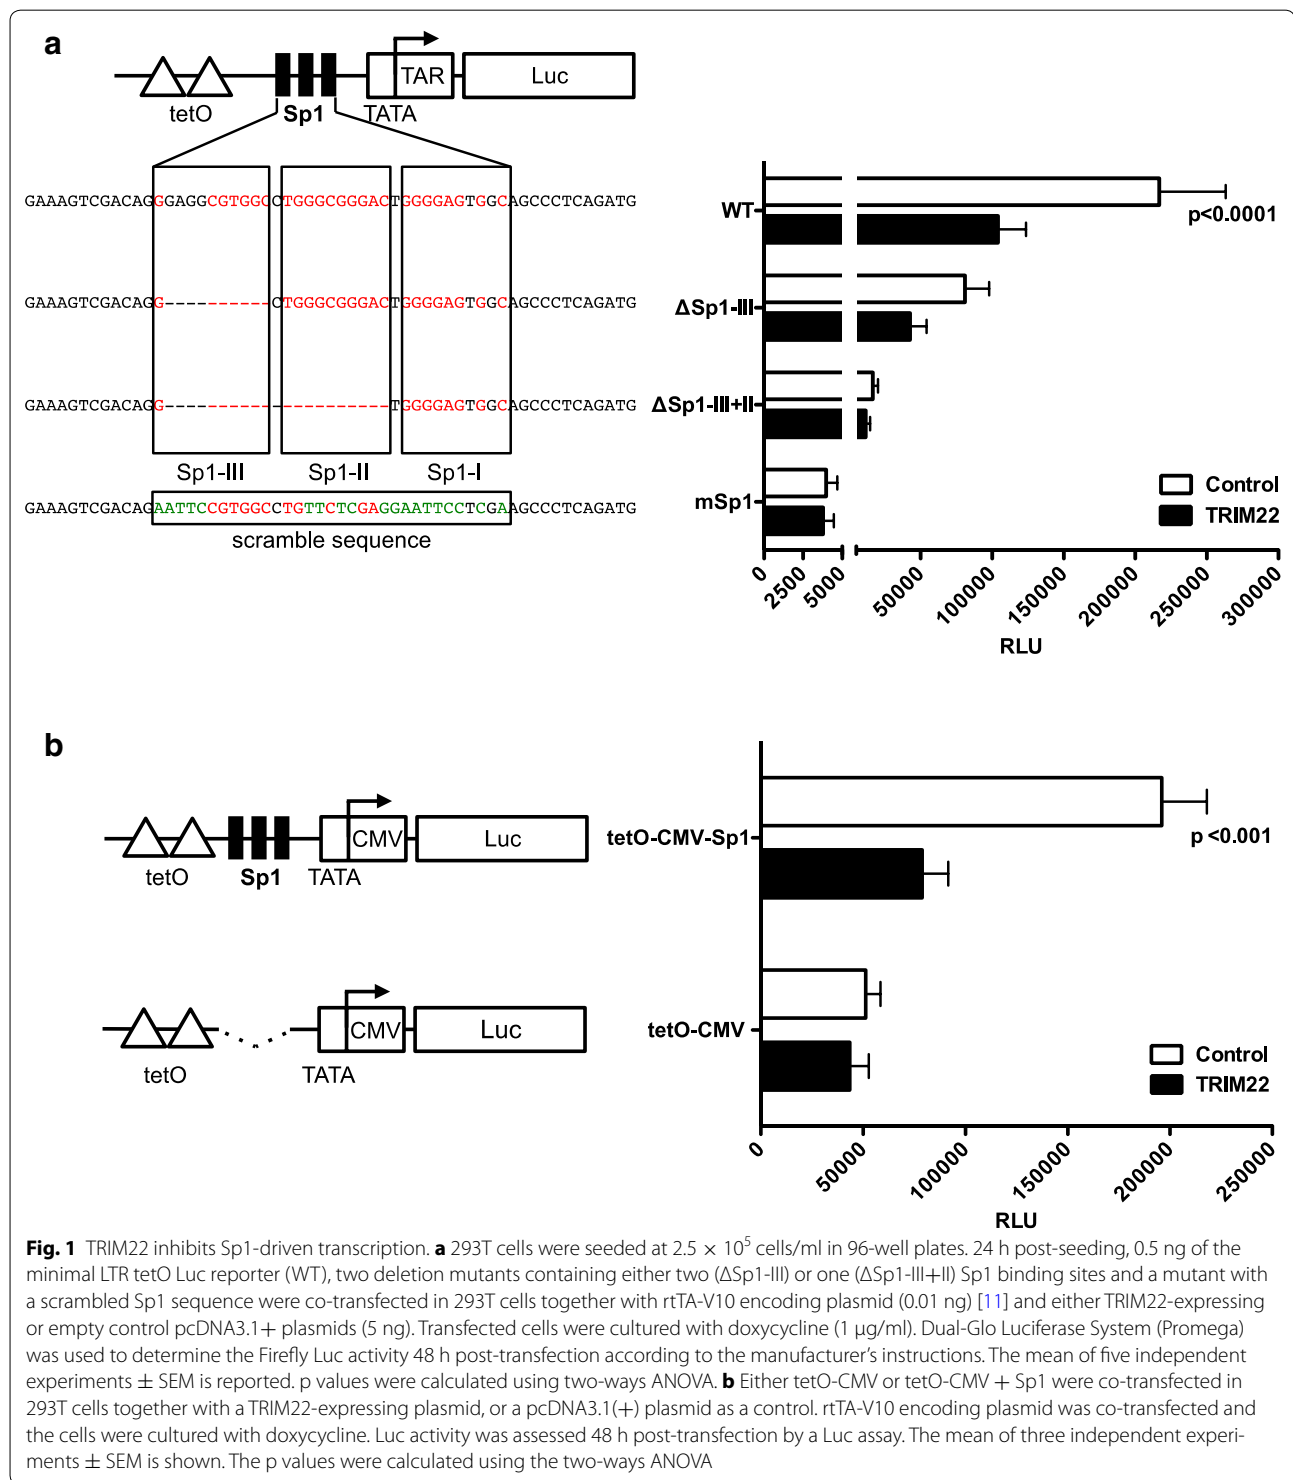 a
tetO
Sp1
TATA
TAR
Luc
GAAAGTCGACAGGGAGGCGTGGCCTGGGCGGGACTGGGGAGTGGCAGCCCTCAGATG
GAAAGTCGACAGG----------CTGGGCGGGACTGGGGAGTGGCAGCCCTCAGATG
GAAAGTCGACAGG---------------------TGGGGAGTGGCAGCCCTCAGATG
Sp1-III
Sp1-II
Sp1-I
GAAAGTCGACAGAATTCCGTGGCCTGTTCTCGAGGAATTCCTCGAAGCCCTCAGATG
scramble sequence
WT
p<0.0001
ΔSp1-III
ΔSp1-III+II
mSp1
Control
TRIM22
0
2500
5000
50000
100000
150000
200000
250000
300000
RLU
b
tetO
Sp1
TATA
CMV
Luc
tetO
TATA
CMV
Luc
tetO-CMV-Sp1
p <0.001
tetO-CMV
Control
TRIM22
0
50000
100000
150000
200000
250000
RLU
Fig. 1 TRIM22 inhibits Sp1-driven transcription. a 293T cells were seeded at 2.5 × 10⁵ cells/ml in 96-well plates. 24 h post-seeding, 0.5 ng of the
minimal LTR tetO Luc reporter (WT), two deletion mutants containing either two (ΔSp1-III) or one (ΔSp1-III+II) Sp1 binding sites and a mutant with
a scrambled Sp1 sequence were co-transfected in 293T cells together with rtTA-V10 encoding plasmid (0.01 ng) [11] and either TRIM22-expressing
or empty control pcDNA3.1+ plasmids (5 ng). Transfected cells were cultured with doxycycline (1 μg/ml). Dual-Glo Luciferase System (Promega)
was used to determine the Firefly Luc activity 48 h post-transfection according to the manufacturer's instructions. The mean of five independent
experiments ± SEM is reported. p values were calculated using two-ways ANOVA. b Either tetO-CMV or tetO-CMV + Sp1 were co-transfected in
293T cells together with a TRIM22-expressing plasmid, or a pcDNA3.1(+) plasmid as a control. rtTA-V10 encoding plasmid was co-transfected and
the cells were cultured with doxycycline. Luc activity was assessed 48 h post-transfection by a Luc assay. The mean of three independent experi-
ments ± SEM is shown. The p values were calculated using the two-ways ANOVA